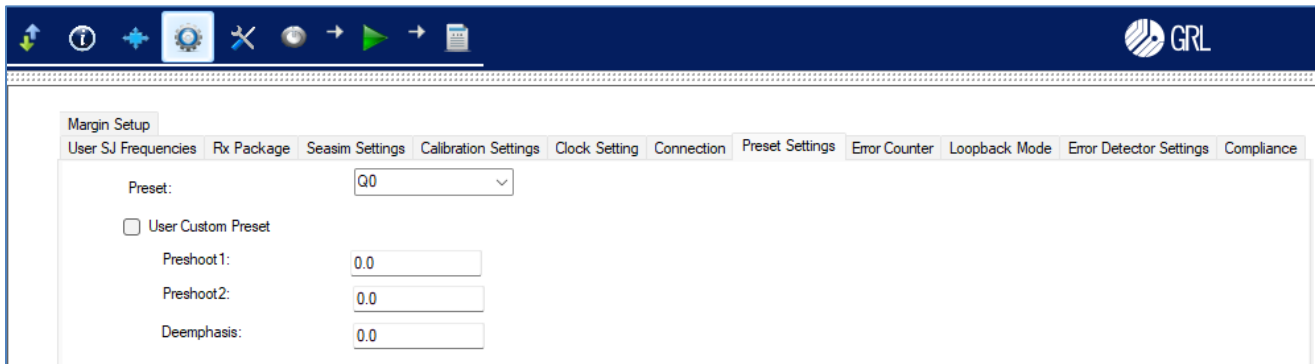 GRL
Margin Setup
User SJ Frequencies Rx Package Seasim Settings Calibration Settings Clock Setting Connection Preset Settings Error Counter Loopback Mode Error Detector Settings Compliance
Preset: Q0
User Custom Preset
Preshoot1: 0.0
Preshoot2: 0.0
Deemphasis: 0.0